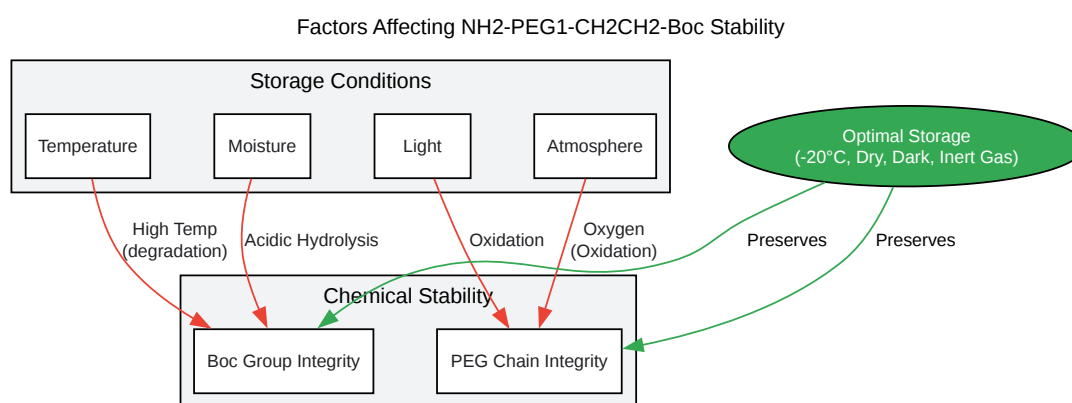 Factors Affecting NH2-PEG1-CH2CH2-Boc Stability
Storage Conditions
Temperature
Moisture
Light
Atmosphere
Optimal Storage
(-20°C, Dry, Dark, Inert Gas)
High Temp
(degradation)
Acidic Hydrolysis
Oxidation
Oxygen
(Oxidation)
Preserves
Preserves
Chemical Stability
Boc Group Integrity
PEG Chain Integrity